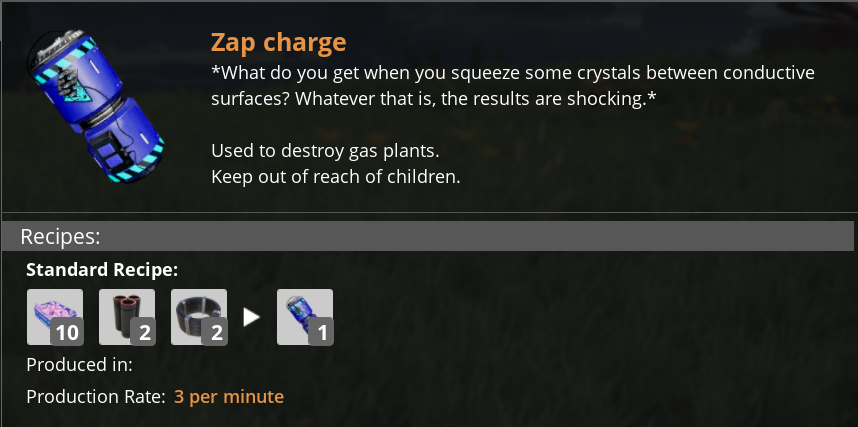 Zap charge
*What do you get when you squeeze some crystals between conductive
surfaces? Whatever that is, the results are shocking.*
Used to destroy gas plants.
Keep out of reach of children.
Recipes:
Standard Recipe:
10 2 2 1
Produced in:
Production Rate: 3 per minute